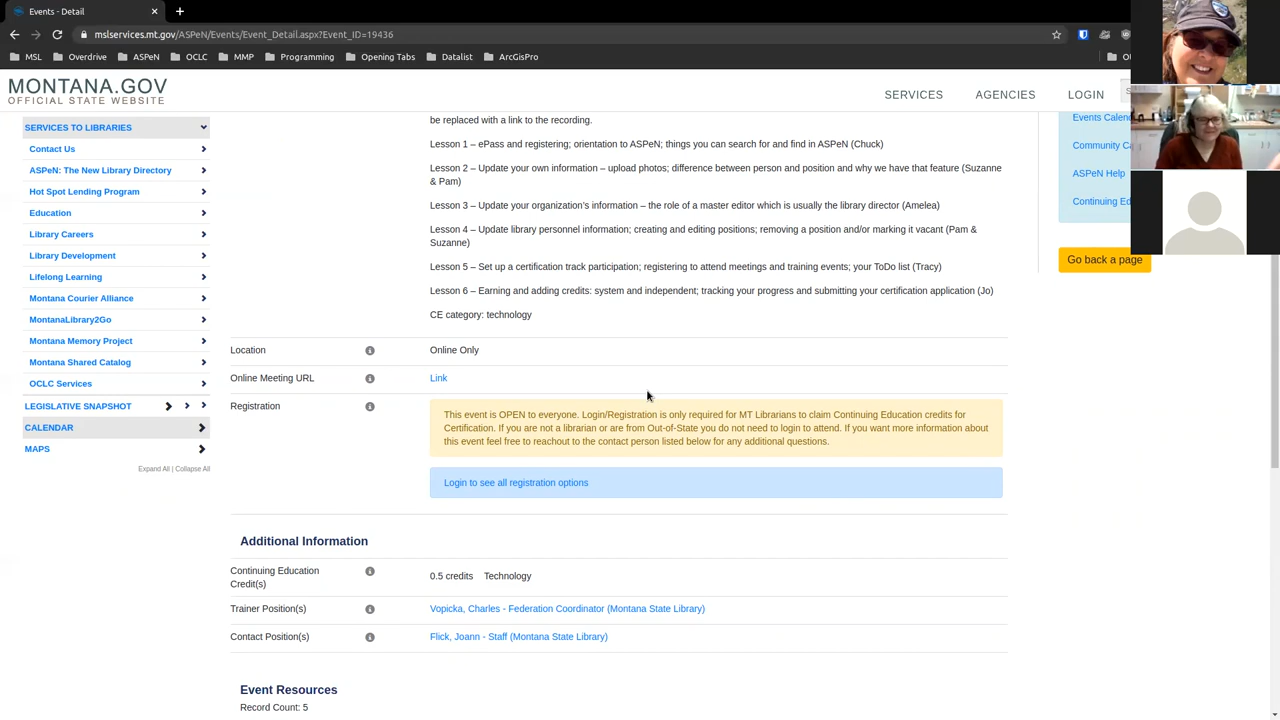 Events - Detail
mslservices.mt.gov/ASPeN/Events/Event_Detail.aspx?Event_ID=19436
MSL Overdrive ASPeN OCLC MMP Programming Opening Tabs Datalist ArcGisPro
MONTANA.GOV
OFFICIAL STATE WEBSITE
SERVICES AGENCIES LOGIN
SERVICES TO LIBRARIES
Contact Us
ASPeN: The New Library Directory
Hot Spot Lending Program
Education
Library Careers
Library Development
Lifelong Learning
Montana Courier Alliance
MontanaLibrary2Go
Montana Memory Project
Montana Shared Catalog
OCLC Services
LEGISLATIVE SNAPSHOT
CALENDAR
MAPS
Expand All | Collapse All
be replaced with a link to the recording.
Lesson 1 – ePass and registering; orientation to ASPeN; things you can search for and find in ASPeN (Chuck)
Lesson 2 – Update your own information – upload photos; difference between person and position and why we have that feature (Suzanne
& Pam)
Lesson 3 – Update your organization's information – the role of a master editor which is usually the library director (Amelea)
Lesson 4 – Update library personnel information; creating and editing positions; removing a position and/or marking it vacant (Pam &
Suzanne)
Lesson 5 – Set up a certification track participation; registering to attend meetings and training events; your ToDo list (Tracy)
Lesson 6 – Earning and adding credits: system and independent; tracking your progress and submitting your certification application (Jo)
CE category: technology
Location Online Only
Online Meeting URL Link
Registration
This event is OPEN to everyone. Login/Registration is only required for MT Librarians to claim Continuing Education credits for
Certification. If you are not a librarian or are from Out-of-State you do not need to login to attend. If you want more information about
this event feel free to reachout to the contact person listed below for any additional questions.
Login to see all registration options
Additional Information
Continuing Education
Credit(s)
0.5 credits Technology
Trainer Position(s) Vopicka, Charles - Federation Coordinator (Montana State Library)
Contact Position(s) Flick, Joann - Staff (Montana State Library)
Event Resources
Record Count: 5
Events
Community
ASPeN Help
Continuing
Go back a page